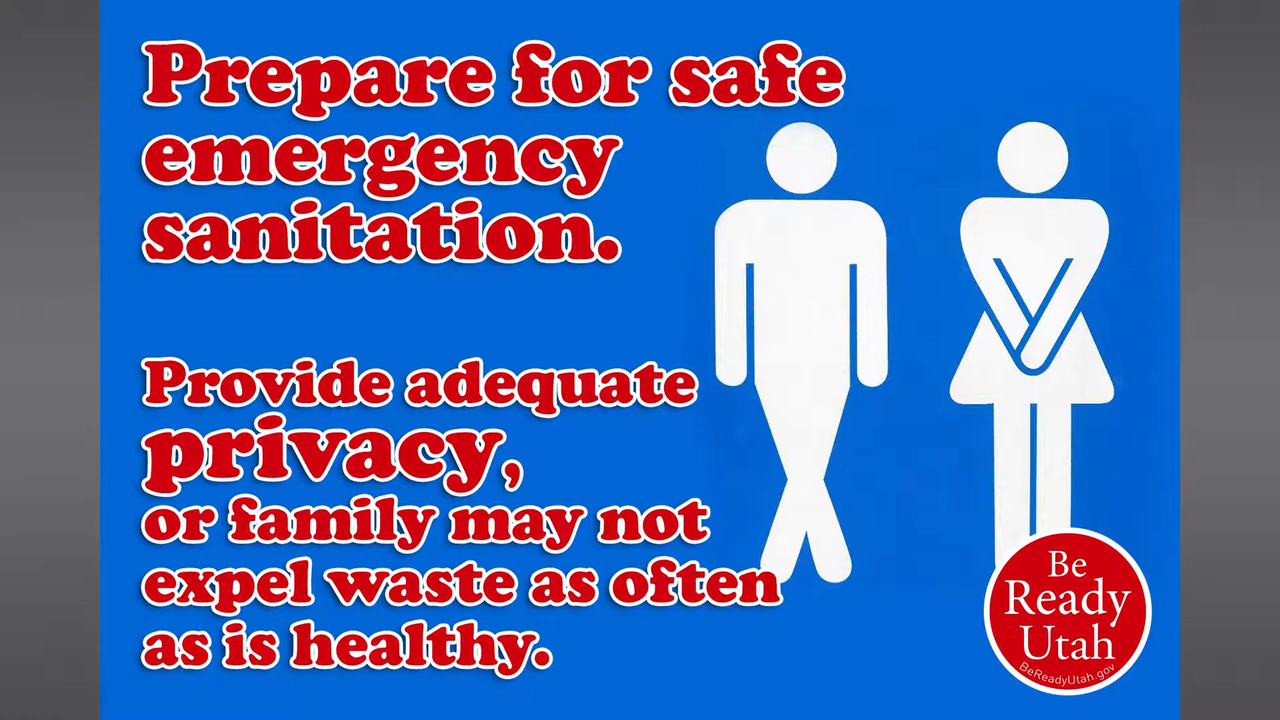 Prepare for safe
emergency
sanitation.
Provide adequate
privacy,
or family may not
expel waste as often
as is healthy.
Be
Ready
Utah
BeReadyUtah.gov